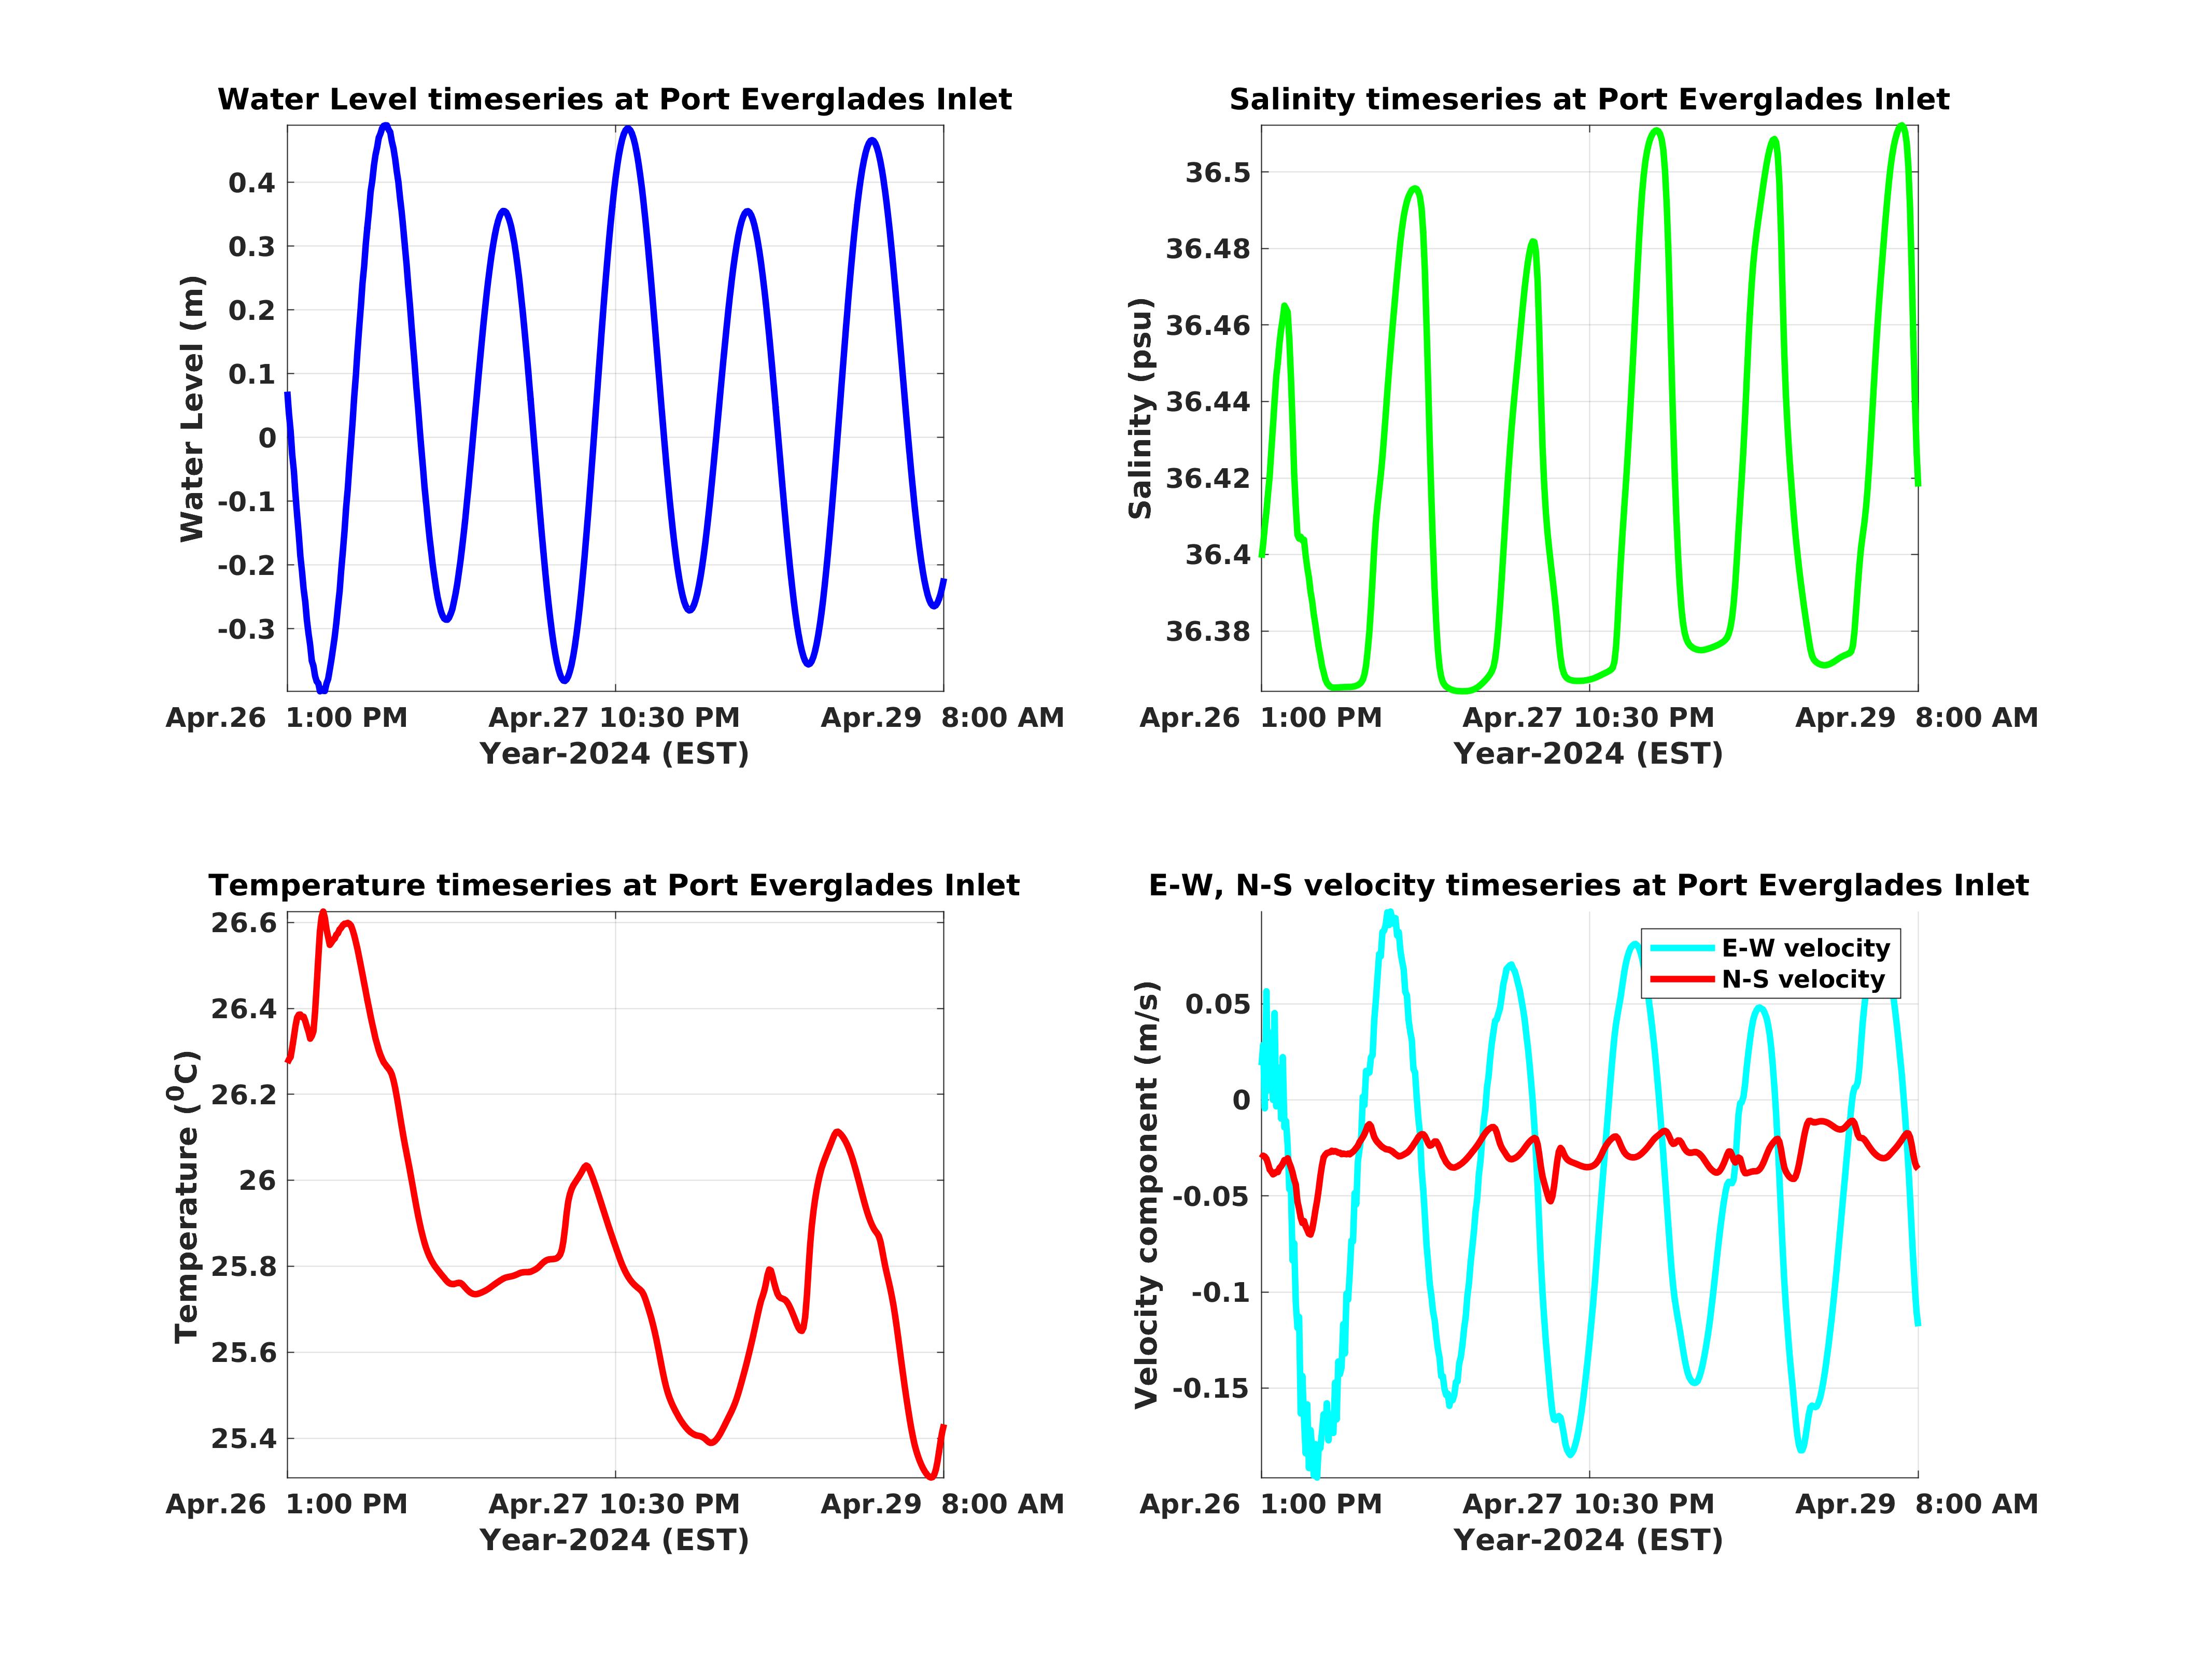 Water Level timeseries at Port Everglades Inlet
Water Level (m)
0.4
0.3
0.2
0.1
0
-0.1
-0.2
-0.3
Apr.26 1:00 PM Apr.27 10:30 PM Apr.29 8:00 AM
Year-2024 (EST)
Salinity timeseries at Port Everglades Inlet
Salinity (psu)
36.5
36.48
36.46
36.44
36.42
36.4
36.38
Apr.26 1:00 PM Apr.27 10:30 PM Apr.29 8:00 AM
Year-2024 (EST)
Temperature timeseries at Port Everglades Inlet
Temperature (⁰C)
26.6
26.4
26.2
26
25.8
25.6
25.4
Apr.26 1:00 PM Apr.27 10:30 PM Apr.29 8:00 AM
Year-2024 (EST)
E-W, N-S velocity timeseries at Port Everglades Inlet
Velocity component (m/s)
E-W velocity
N-S velocity
0.05
0
-0.05
-0.1
-0.15
Apr.26 1:00 PM Apr.27 10:30 PM Apr.29 8:00 AM
Year-2024 (EST)